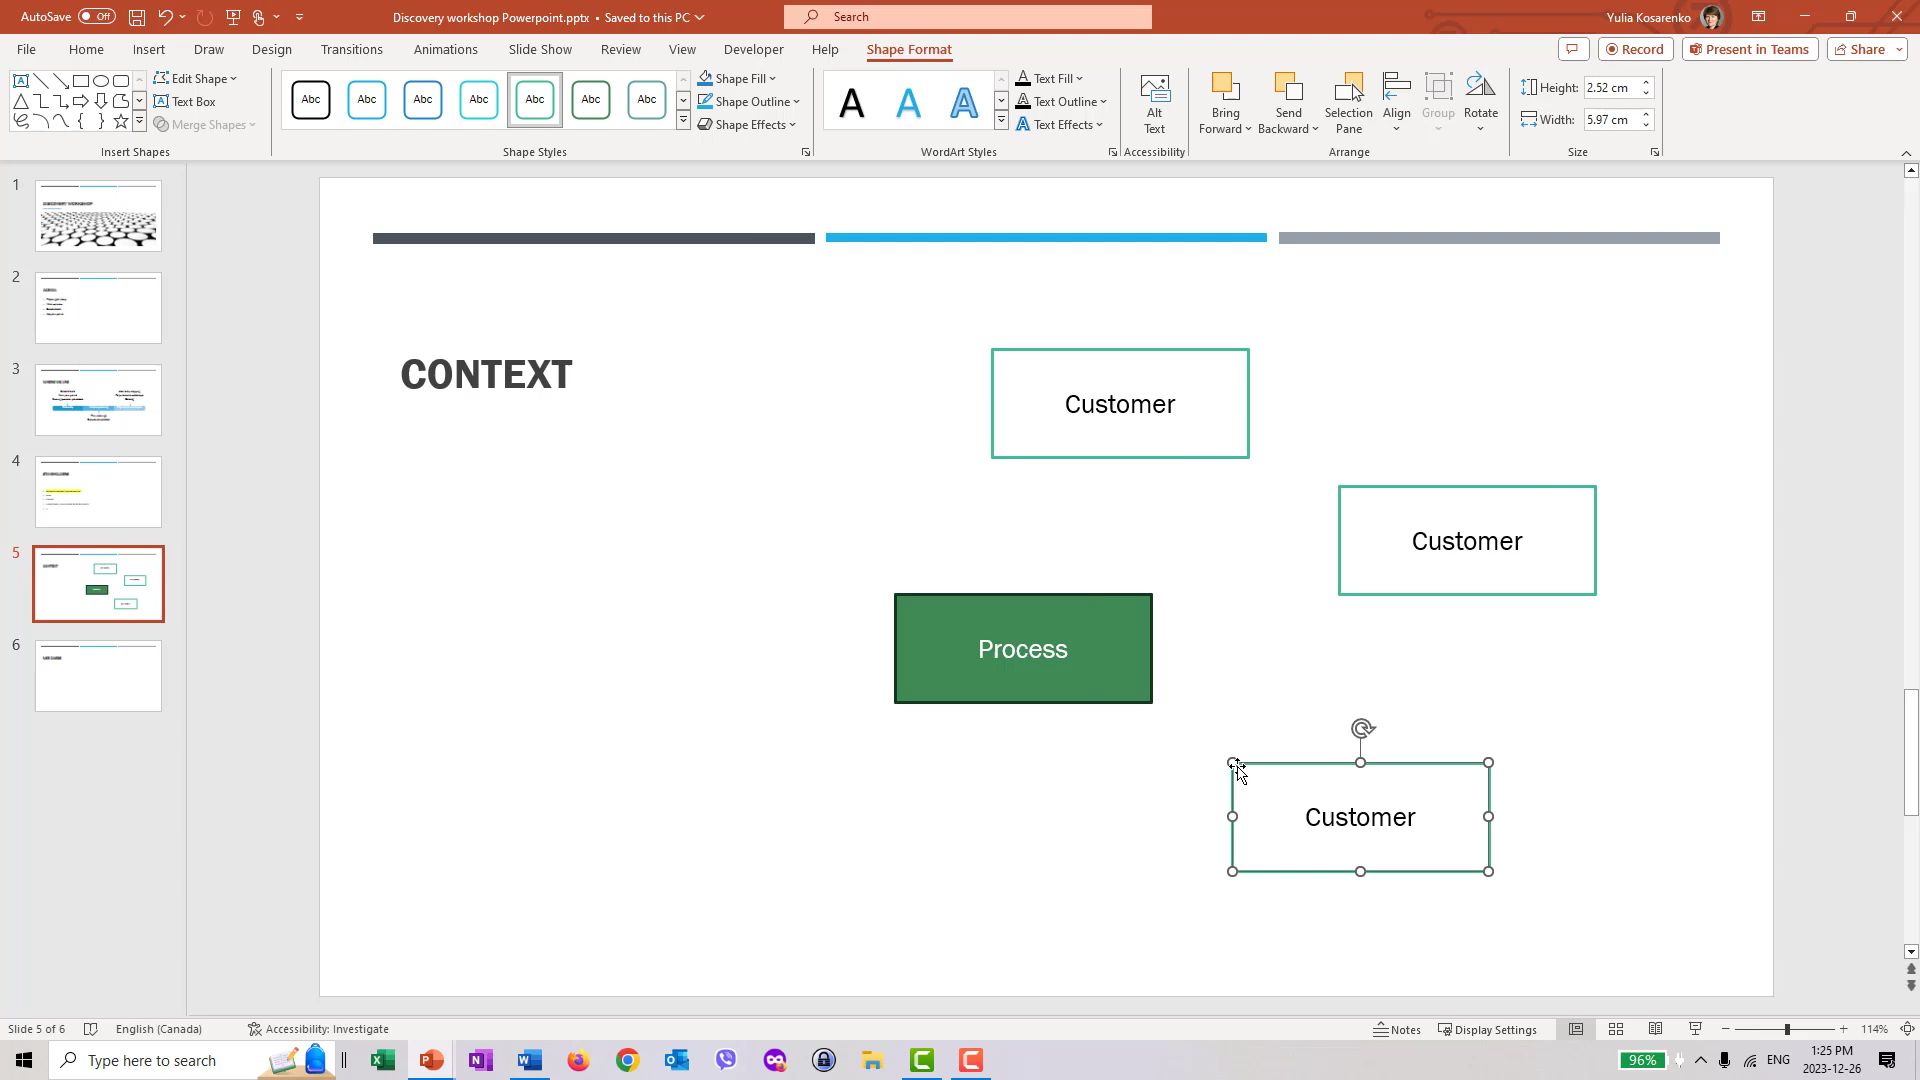 AutoSave Off Discovery workshop Powerpoint.pptx • Saved to this PC Search Yulia Kosarenko
File Home Insert Draw Design Transitions Animations Slide Show Review View Developer Help Shape Format Record Present in Teams Share
Edit Shape
Text Box
Merge Shapes
Insert Shapes
Abc Abc Abc Abc Abc Abc Abc
Shape Fill
Shape Outline
Shape Effects
Shape Styles
A A A
Text Fill
Text Outline
Text Effects
WordArt Styles
Alt
Text
Accessibility
Bring
Forward
Send
Backward
Selection
Pane
Align
Group
Rotate
Arrange
Height: 2.52 cm
Width: 5.97 cm
Size
1
DISCOVERY WORKSHOP
2
3
4
5
6
CONTEXT
Customer
Customer
Process
Customer
Slide 5 of 6 English (Canada) Accessibility: Investigate Notes Display Settings 114%
Type here to search 96% ENG 1:25 PM
2023-12-26